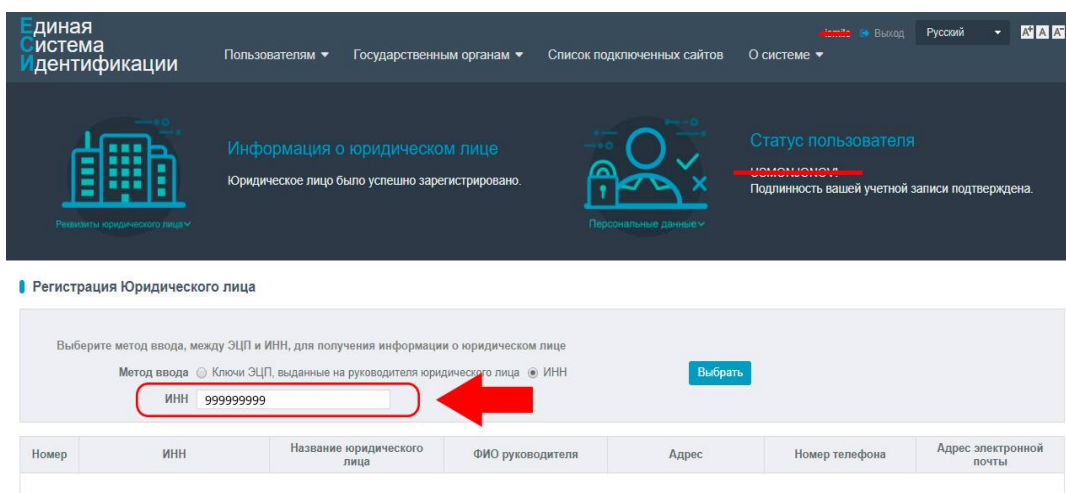 Единая
Система
Идентификации
Пользователям
Государственным органам
Список подключенных сайтов
О системе
Выход
Русский
A+ A A-
Информация о юридическом лице
Юридическое лицо было успешно зарегистрировано.
Реквизиты юридического лица
Статус пользователя
Подлинность вашей учетной записи подтверждена.
Персональные данные
Регистрация Юридического лица
Выберите метод ввода, между ЭЦП и ИНН, для получения информации о юридическом лице
Метод ввода Ключи ЭЦП, выданные на руководителя юридического лица ИНН
Выбрать
ИНН 999999999
Номер
ИНН
Название юридического
лица
ФИО руководителя
Адрес
Номер телефона
Адрес электронной
почты